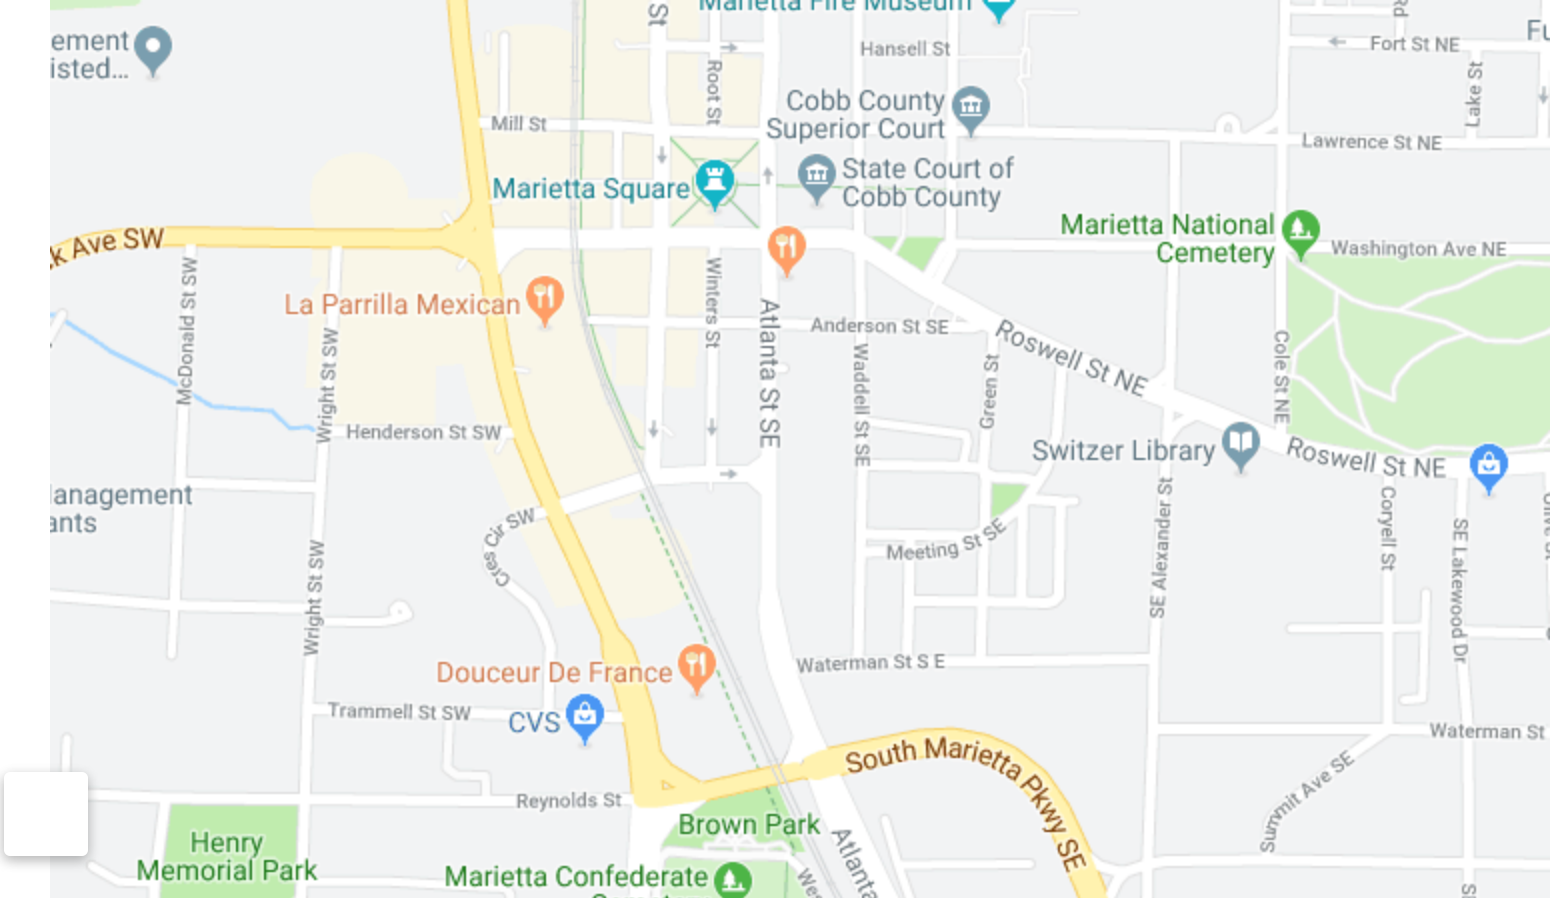 Marietta Fire Museum
St
Rd
ement
isted...
Root St
Hansell St
Fort St NE
Fu
Lake St
Mill St
Cobb County
Superior Court
Lawrence St NE
Marietta Square
State Court of
Cobb County
k Ave SW
Marietta National
Cemetery
Washington Ave NE
McDonald St SW
La Parrilla Mexican
Winters St
Atlanta St SE
Anderson St SE
Roswell St NE
Wright St SW
Waddell St SE
Green St
Cole St NE
Henderson St SW
Switzer Library
Roswell St NE
anagement
ants
Cres Cir SW
Meeting St SE
SE Alexander St
Coryell St
SE Lakewood Dr
Wright St SW
Douceur De France
Waterman St S E
Trammell St SW
CVS
Waterman St
South Marietta Pkwy SE
Summit Ave SE
Reynolds St
Brown Park
Henry
Memorial Park
Atlanta
Marietta Confederate